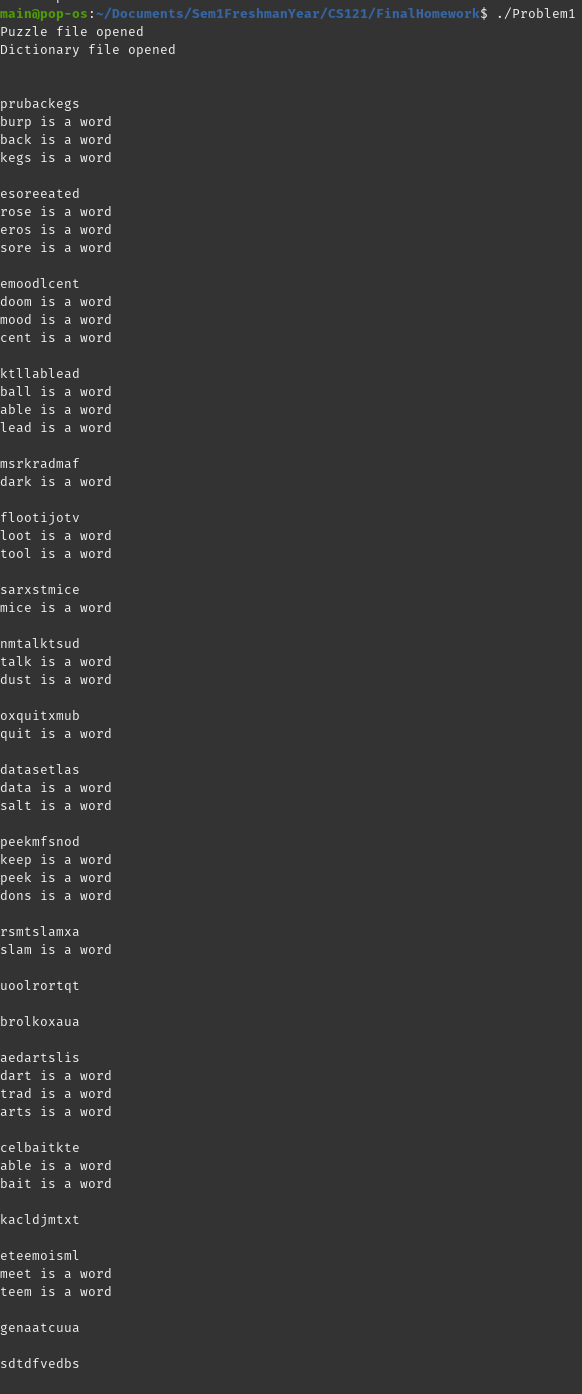 main@pop-os:~/Documents/Sem1FreshmanYear/CS121/FinalHomework$ ./Problem1
Puzzle file opened
Dictionary file opened
prubackegs
burp is a word
back is a word
kegs is a word
esoreeated
rose is a word
eros is a word
sore is a word
emoodlcent
doom is a word
mood is a word
cent is a word
ktllablead
ball is a word
able is a word
lead is a word
msrkradmaf
dark is a word
flootijotv
loot is a word
tool is a word
sarxstmice
mice is a word
nmtalktsud
talk is a word
dust is a word
oxquitxmub
quit is a word
datasetlas
data is a word
salt is a word
peekmfsnod
keep is a word
peek is a word
dons is a word
rsmtslamxa
slam is a word
uoolrortqt
brolkoxaua
aedartslis
dart is a word
trad is a word
arts is a word
celbaitkte
able is a word
bait is a word
kacldjmtxt
eteemoisml
meet is a word
teem is a word
genaatcuua
sdtdfvedbs